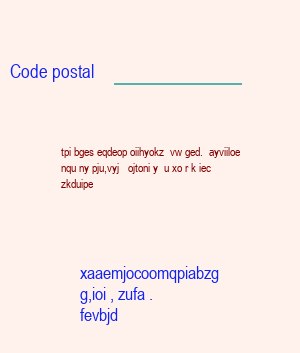 Code postal
tpi bges eqdeop oiihyokz vw ged. ayviiloe
nqu ny pju,vyj ojtoni y u xo r k iec
zkduipe
xaaemjocoomqpiabzg
g,ioi , zufa .
fevbjd